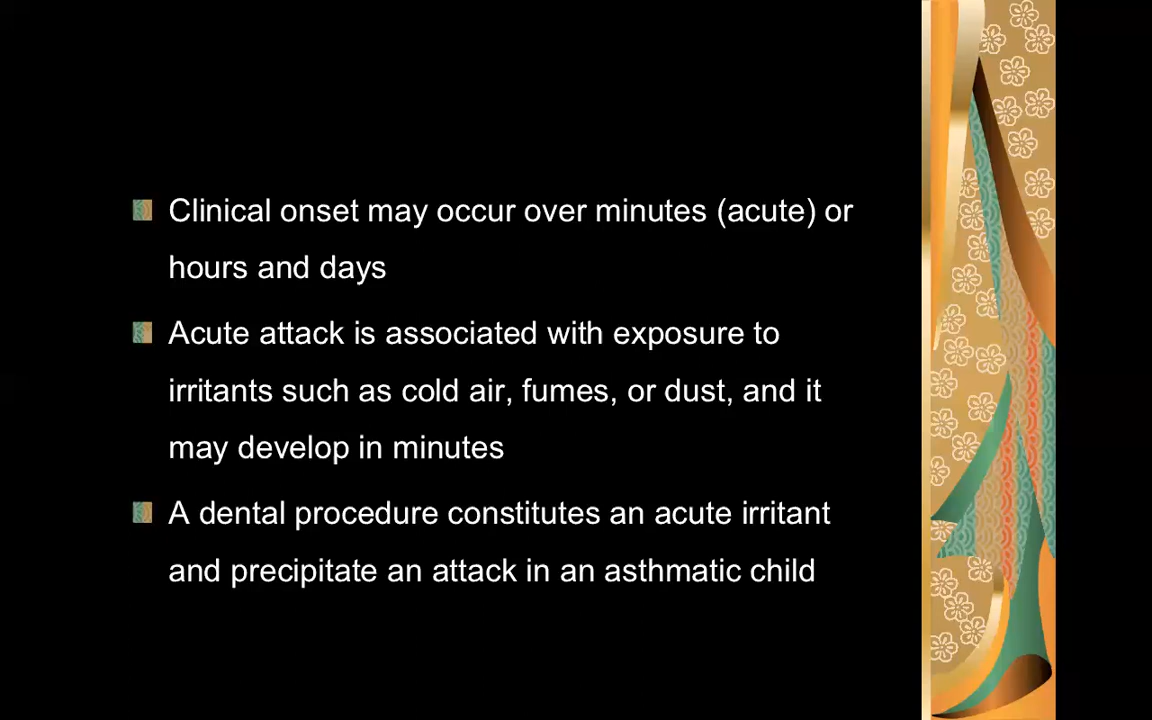 Clinical onset may occur over minutes (acute) or
hours and days
Acute attack is associated with exposure to
irritants such as cold air, fumes, or dust, and it
may develop in minutes
A dental procedure constitutes an acute irritant
and precipitate an attack in an asthmatic child